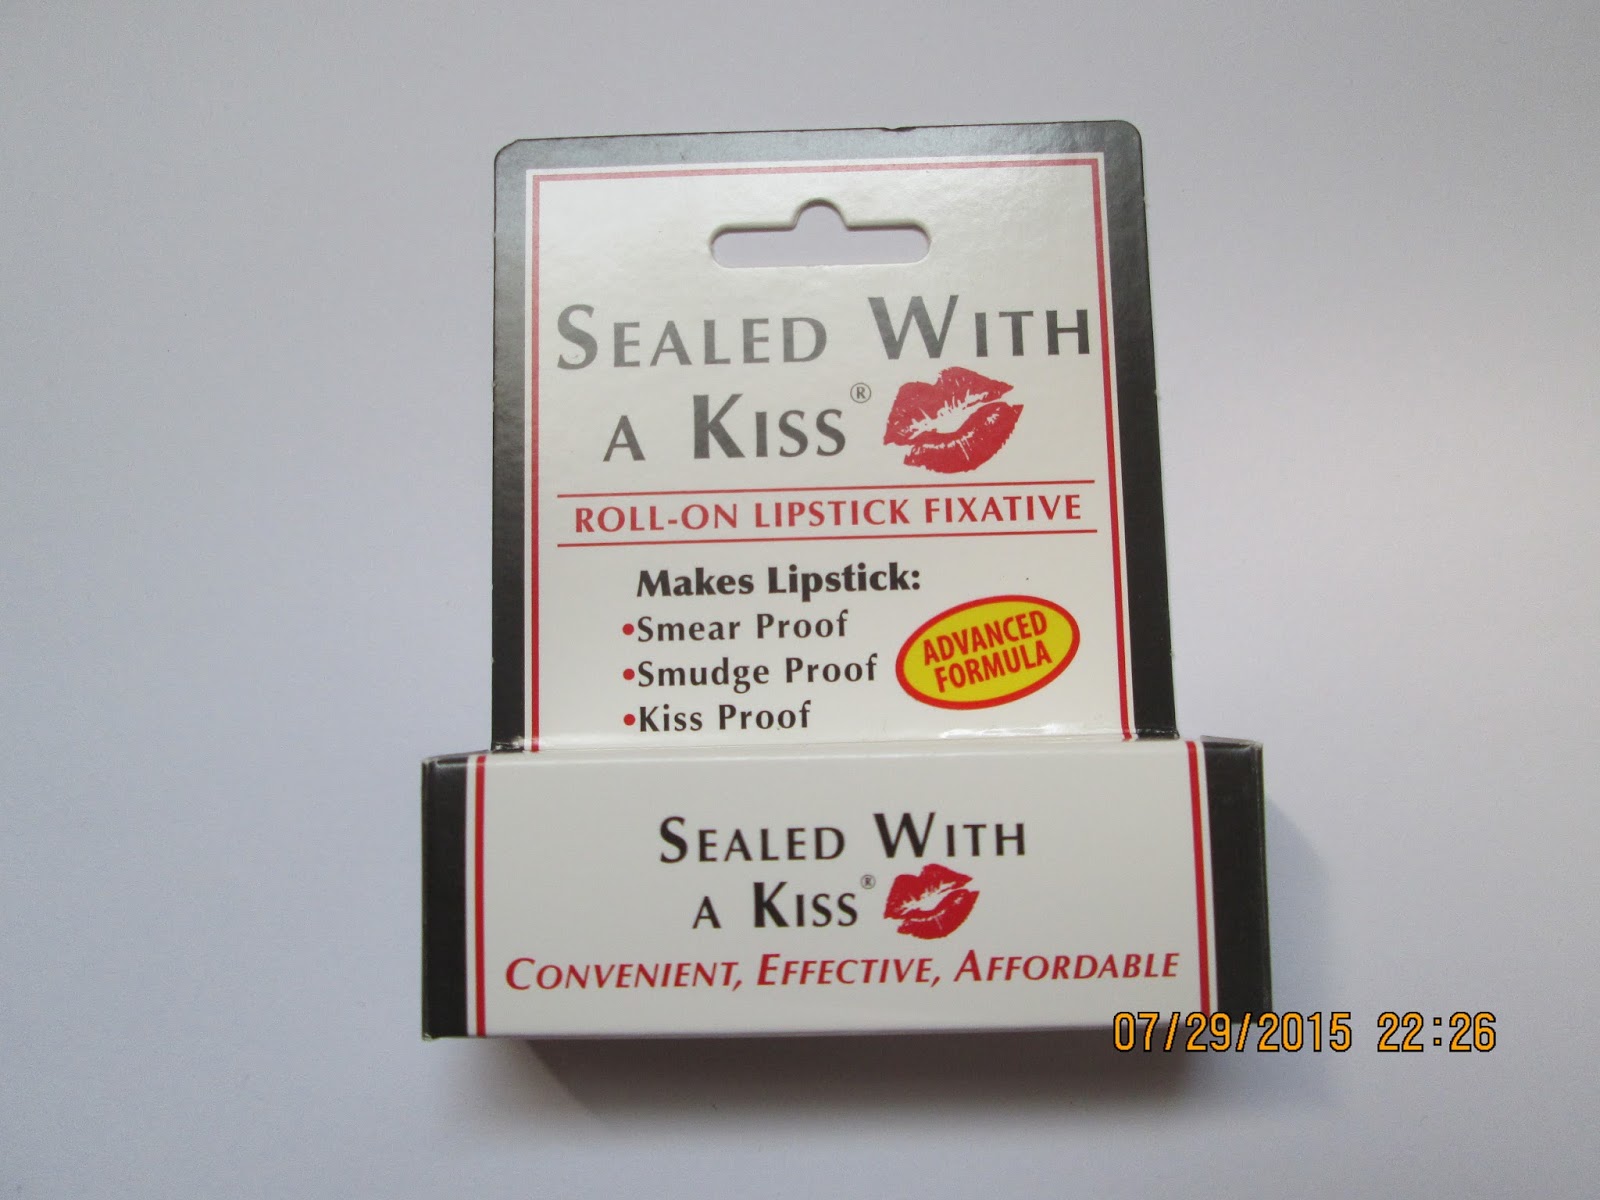 SEALED WITH
A KISS®
ROLL-ON LIPSTICK FIXATIVE
Makes Lipstick:
•Smear Proof
•Smudge Proof
•Kiss Proof
ADVANCED
FORMULA
SEALED WITH
A KISS®
CONVENIENT, EFFECTIVE, AFFORDABLE
07/29/2015 22:26